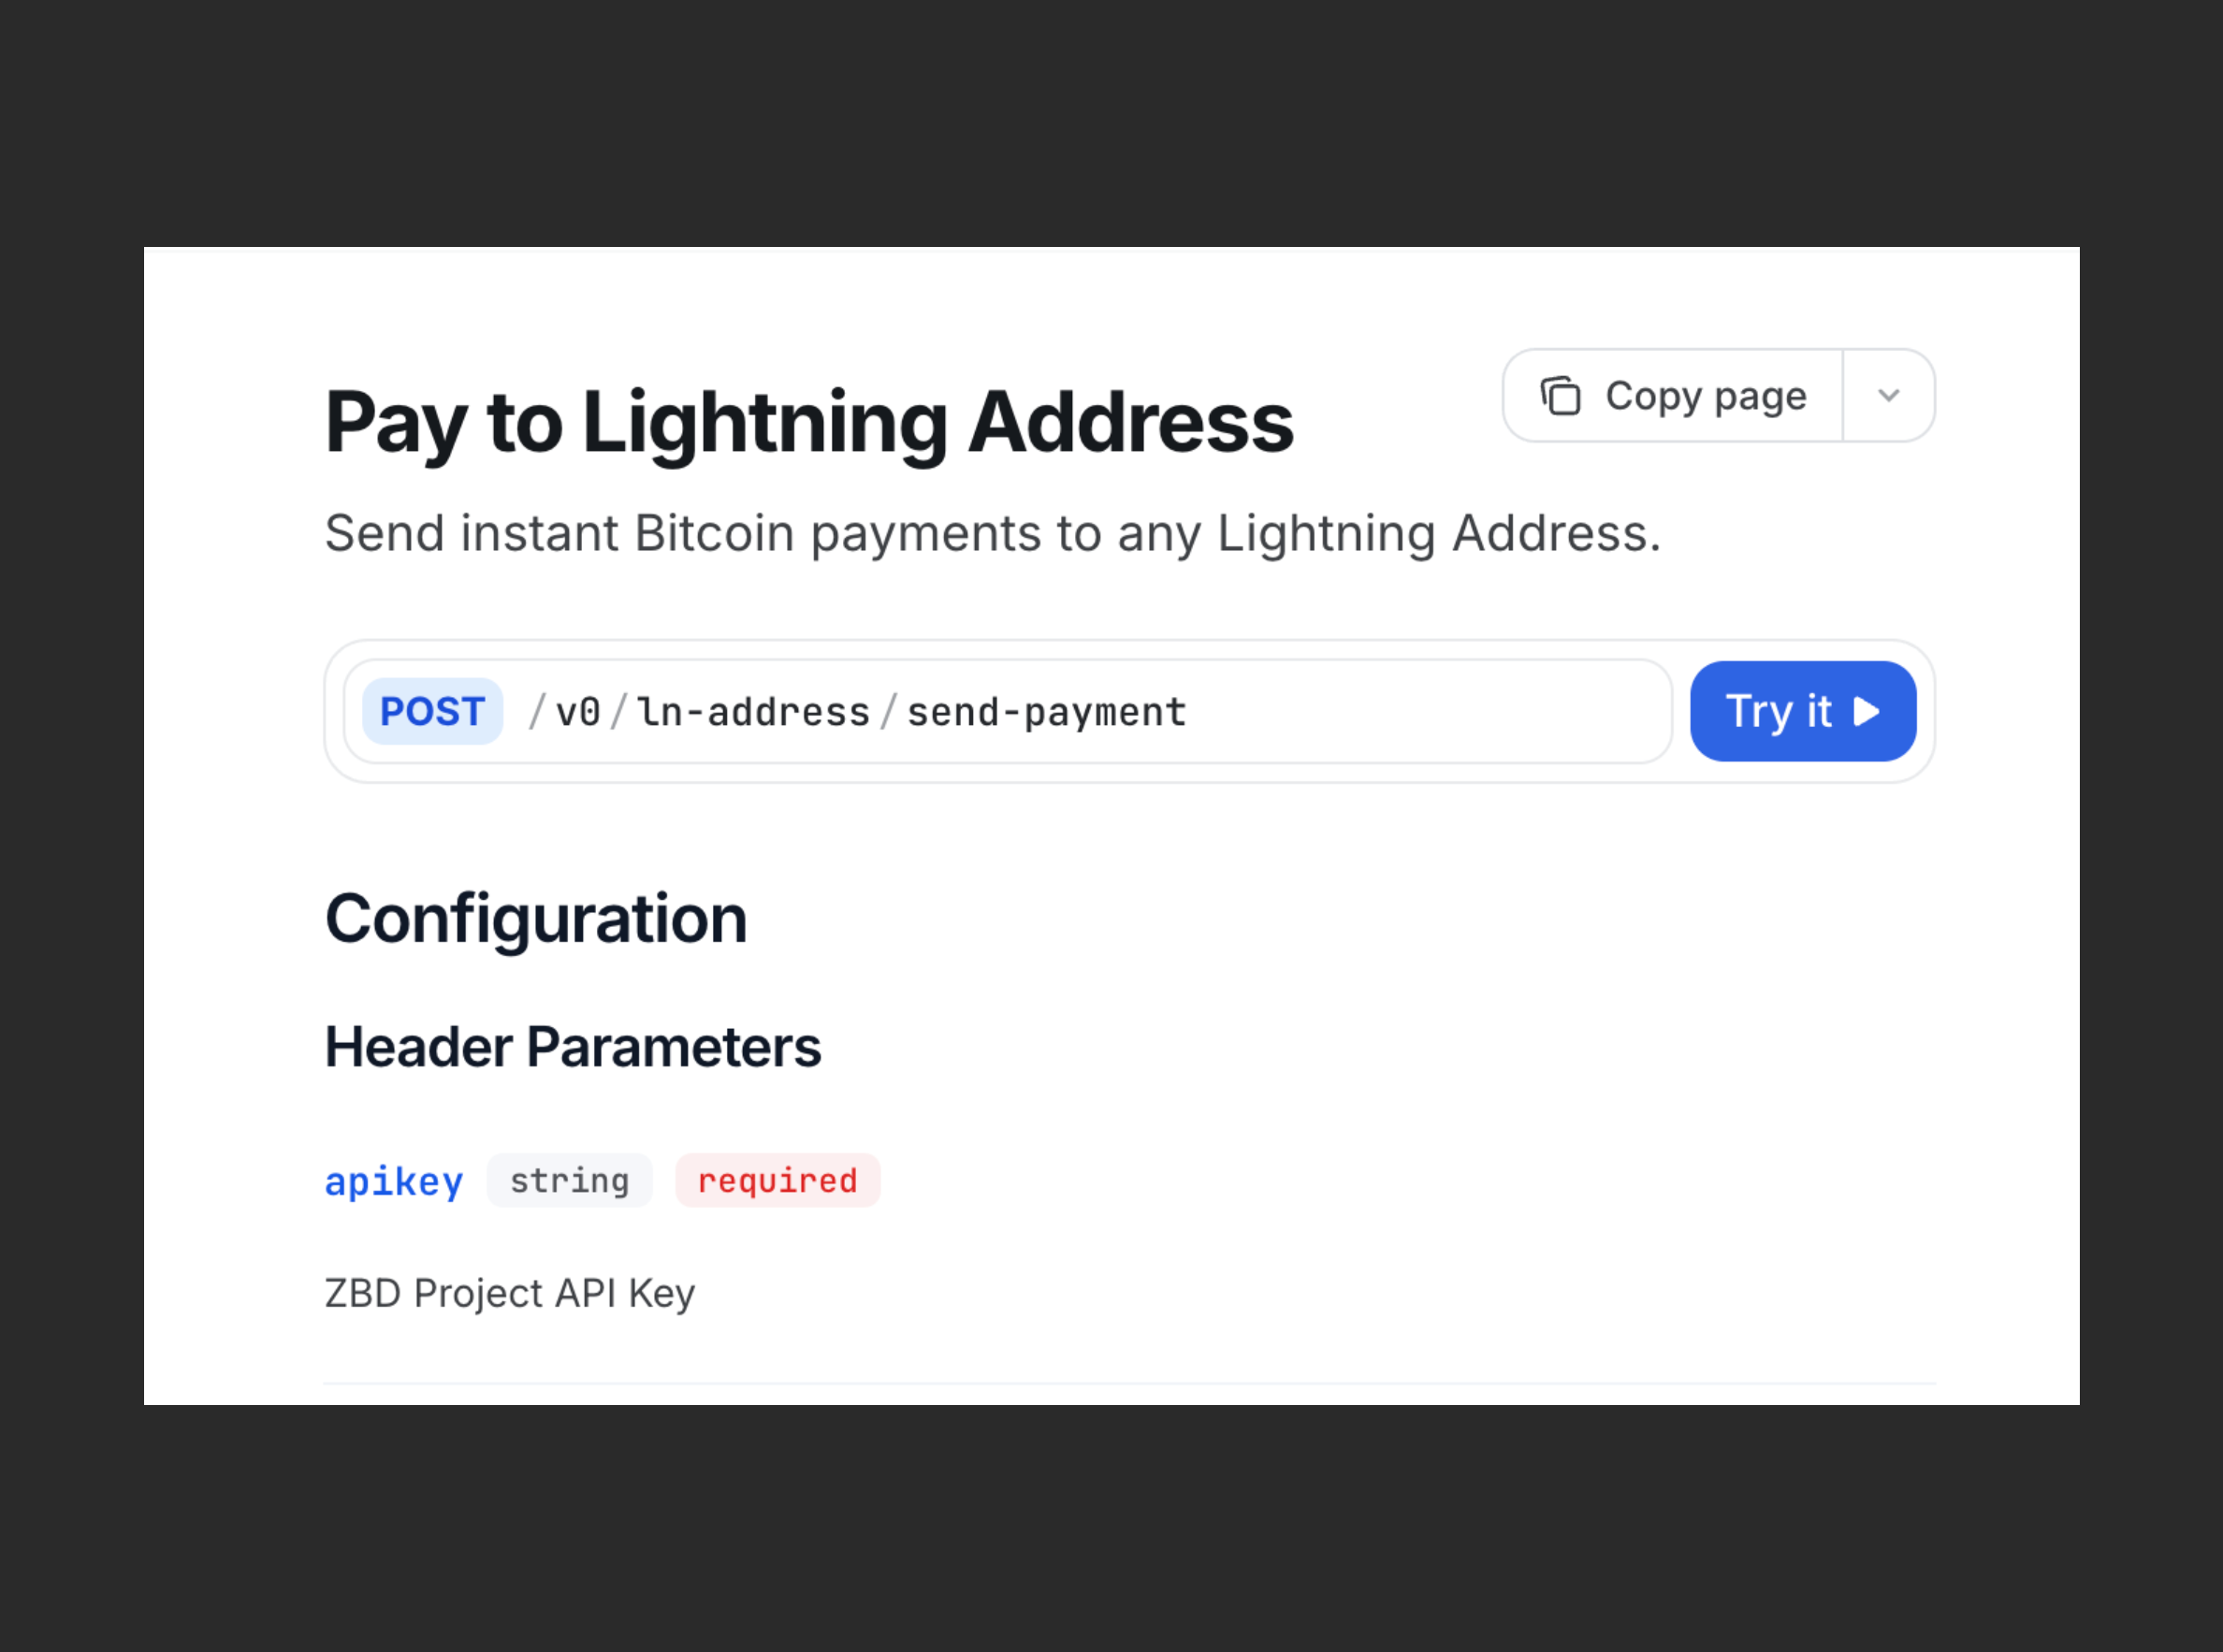 Pay to Lightning Address
Copy page
Send instant Bitcoin payments to any Lightning Address.
POST /v0/ln-address/send-payment
Try it
Configuration
Header Parameters
apikey string required
ZBD Project API Key